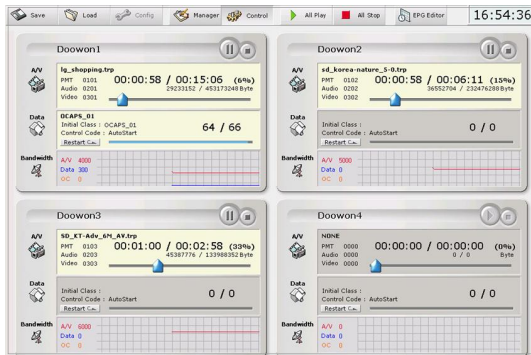 Save Load Config Manager Control All Play All Stop EPG Editor 16:54:36
Doowon1
A/V
lg_shopping.trp
PMT 0101 00:00:58 / 00:15:06 (6%)
Audio 0201 29233152 / 453173248 Byte
Video 0301
Data
OCAPS_01
Initial Class : OCAPS_01 64 / 66
Control Code : AutoStart
Restart
Bandwidth
A/V 4000
Data 300
OC 0
Doowon2
A/V
sd_korea-nature_5-0.trp
PMT 0102 00:00:58 / 00:06:11 (15%)
Audio 0202 36552704 / 232476288 Byte
Video 0302
Data
Initial Class : 0 / 0
Control Code : AutoStart
Restart
Bandwidth
A/V 5000
Data 0
OC 0
Doowon3
A/V
SD_KT-Adv_6M_AV.trp
PMT 0103 00:01:00 / 00:02:58 (33%)
Audio 0203 45387776 / 133988352 Byte
Video 0303
Data
Initial Class : 0 / 0
Control Code : AutoStart
Restart
Bandwidth
A/V 6000
Data 0
OC 0
Doowon4
A/V
NONE
PMT 0000 00:00:00 / 00:00:00 (0%)
Audio 0000 0 / 0 Byte
Video 0000
Data
Initial Class : 0 / 0
Control Code : AutoStart
Restart
Bandwidth
A/V 0
Data 0
OC 0